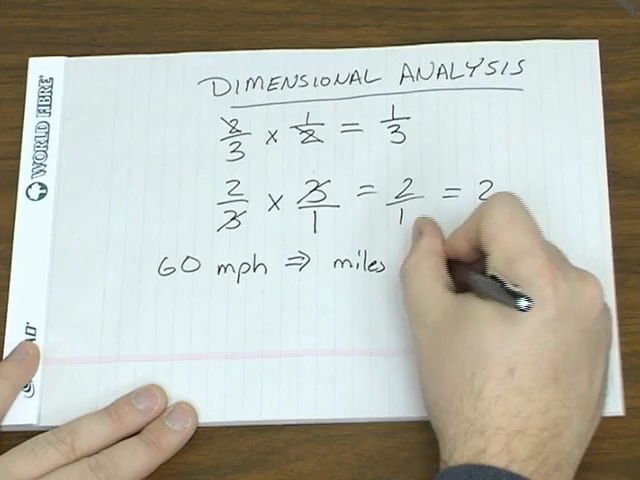 DIMENSIONAL ANALYSIS
2/3 x 1/2 = 1/3
2/3 x 3/1 = 2/1 = 2
60 mph ⇒ miles
WORLD FIBRE